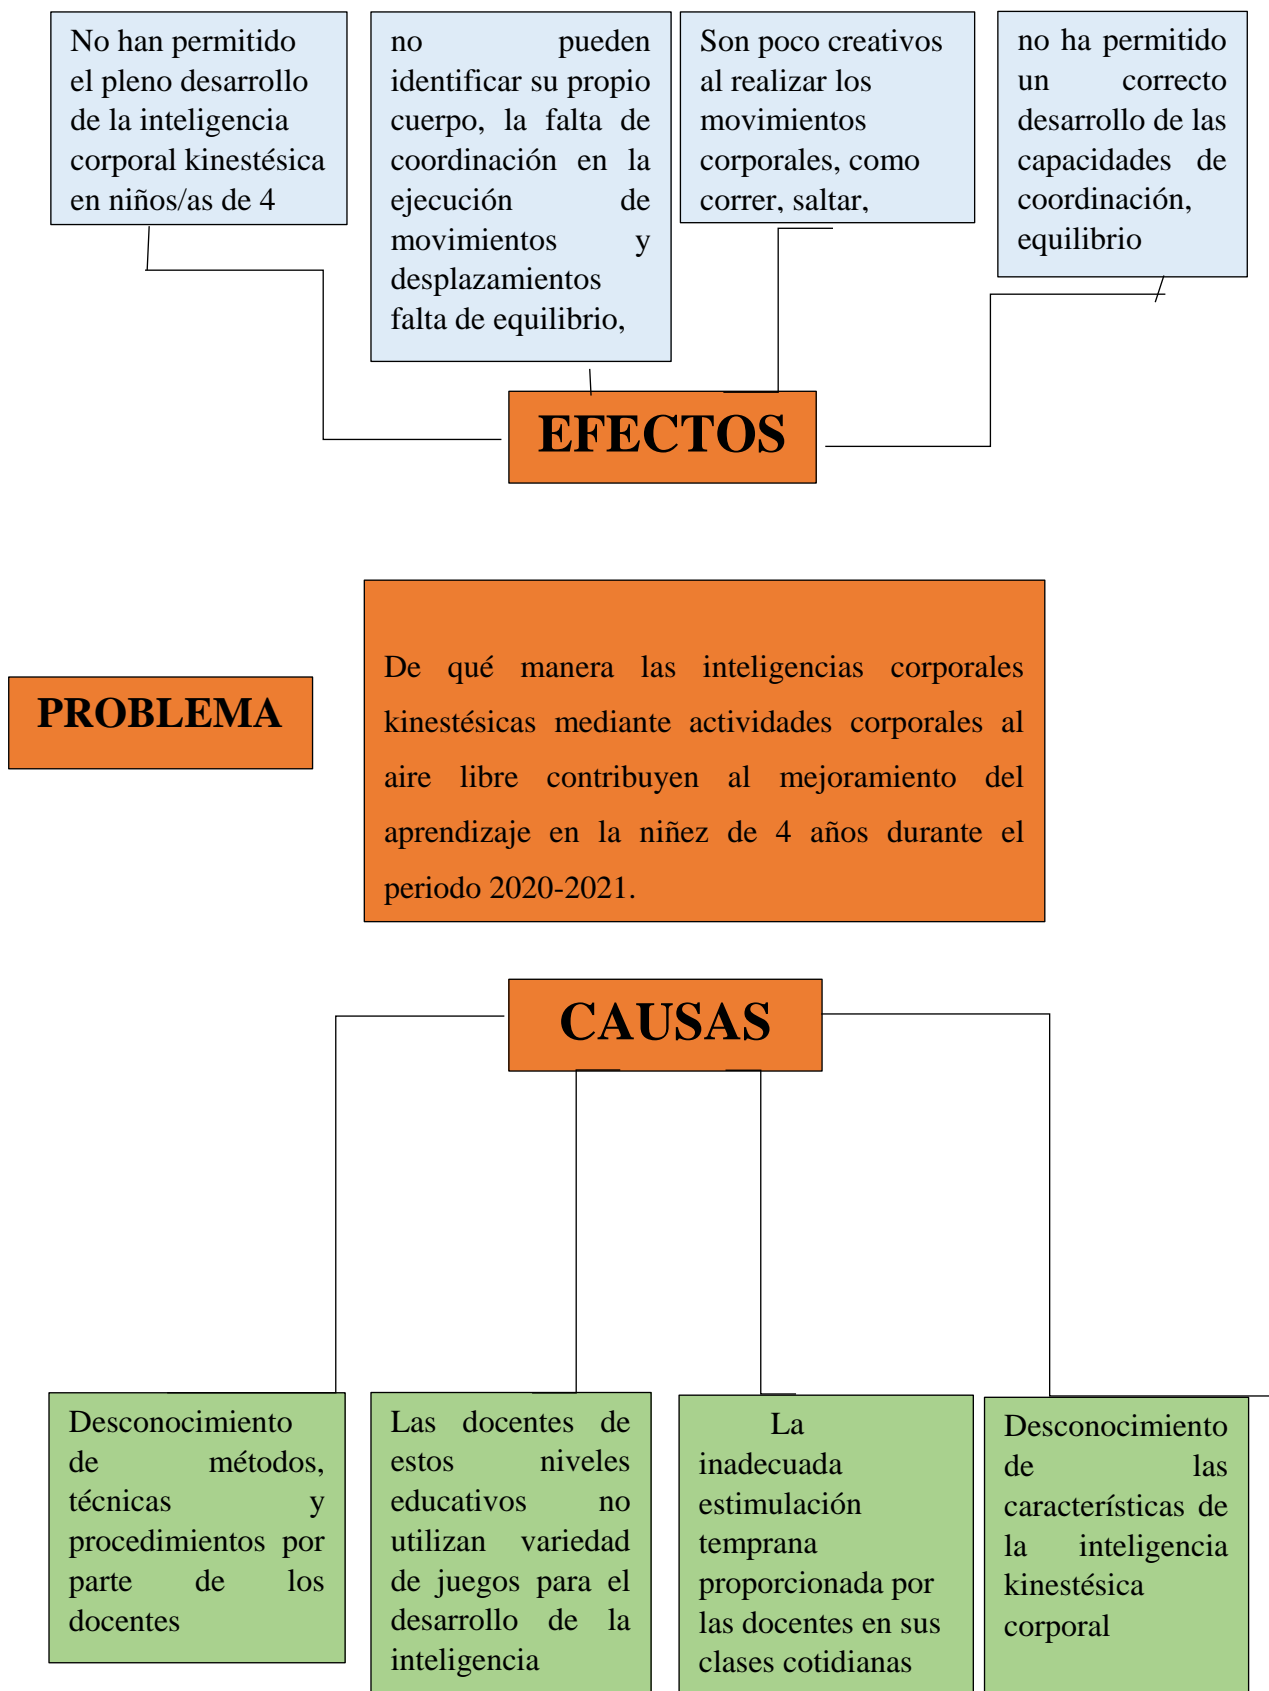 No han permitido
el pleno desarrollo
de la inteligencia
corporal kinestésica
en niños/as de 4
no pueden
identificar su propio
cuerpo, la falta de
coordinación en la
ejecución de
movimientos y
desplazamientos
falta de equilibrio,
Son poco creativos
al realizar los
movimientos
corporales, como
correr, saltar,
no ha permitido
un correcto
desarrollo de las
capacidades de
coordinación,
equilibrio
EFECTOS
PROBLEMA
De qué manera las inteligencias corporales
kinestésicas mediante actividades corporales al
aire libre contribuyen al mejoramiento del
aprendizaje en la niñez de 4 años durante el
periodo 2020-2021.
CAUSAS
Desconocimiento
de métodos,
técnicas y
procedimientos por
parte de los
docentes
Las docentes de
estos niveles
educativos no
utilizan variedad
de juegos para el
desarrollo de la
inteligencia
La
inadecuada
estimulación
temprana
proporcionada por
las docentes en sus
clases cotidianas
Desconocimiento
de las
características de
la inteligencia
kinestésica
corporal